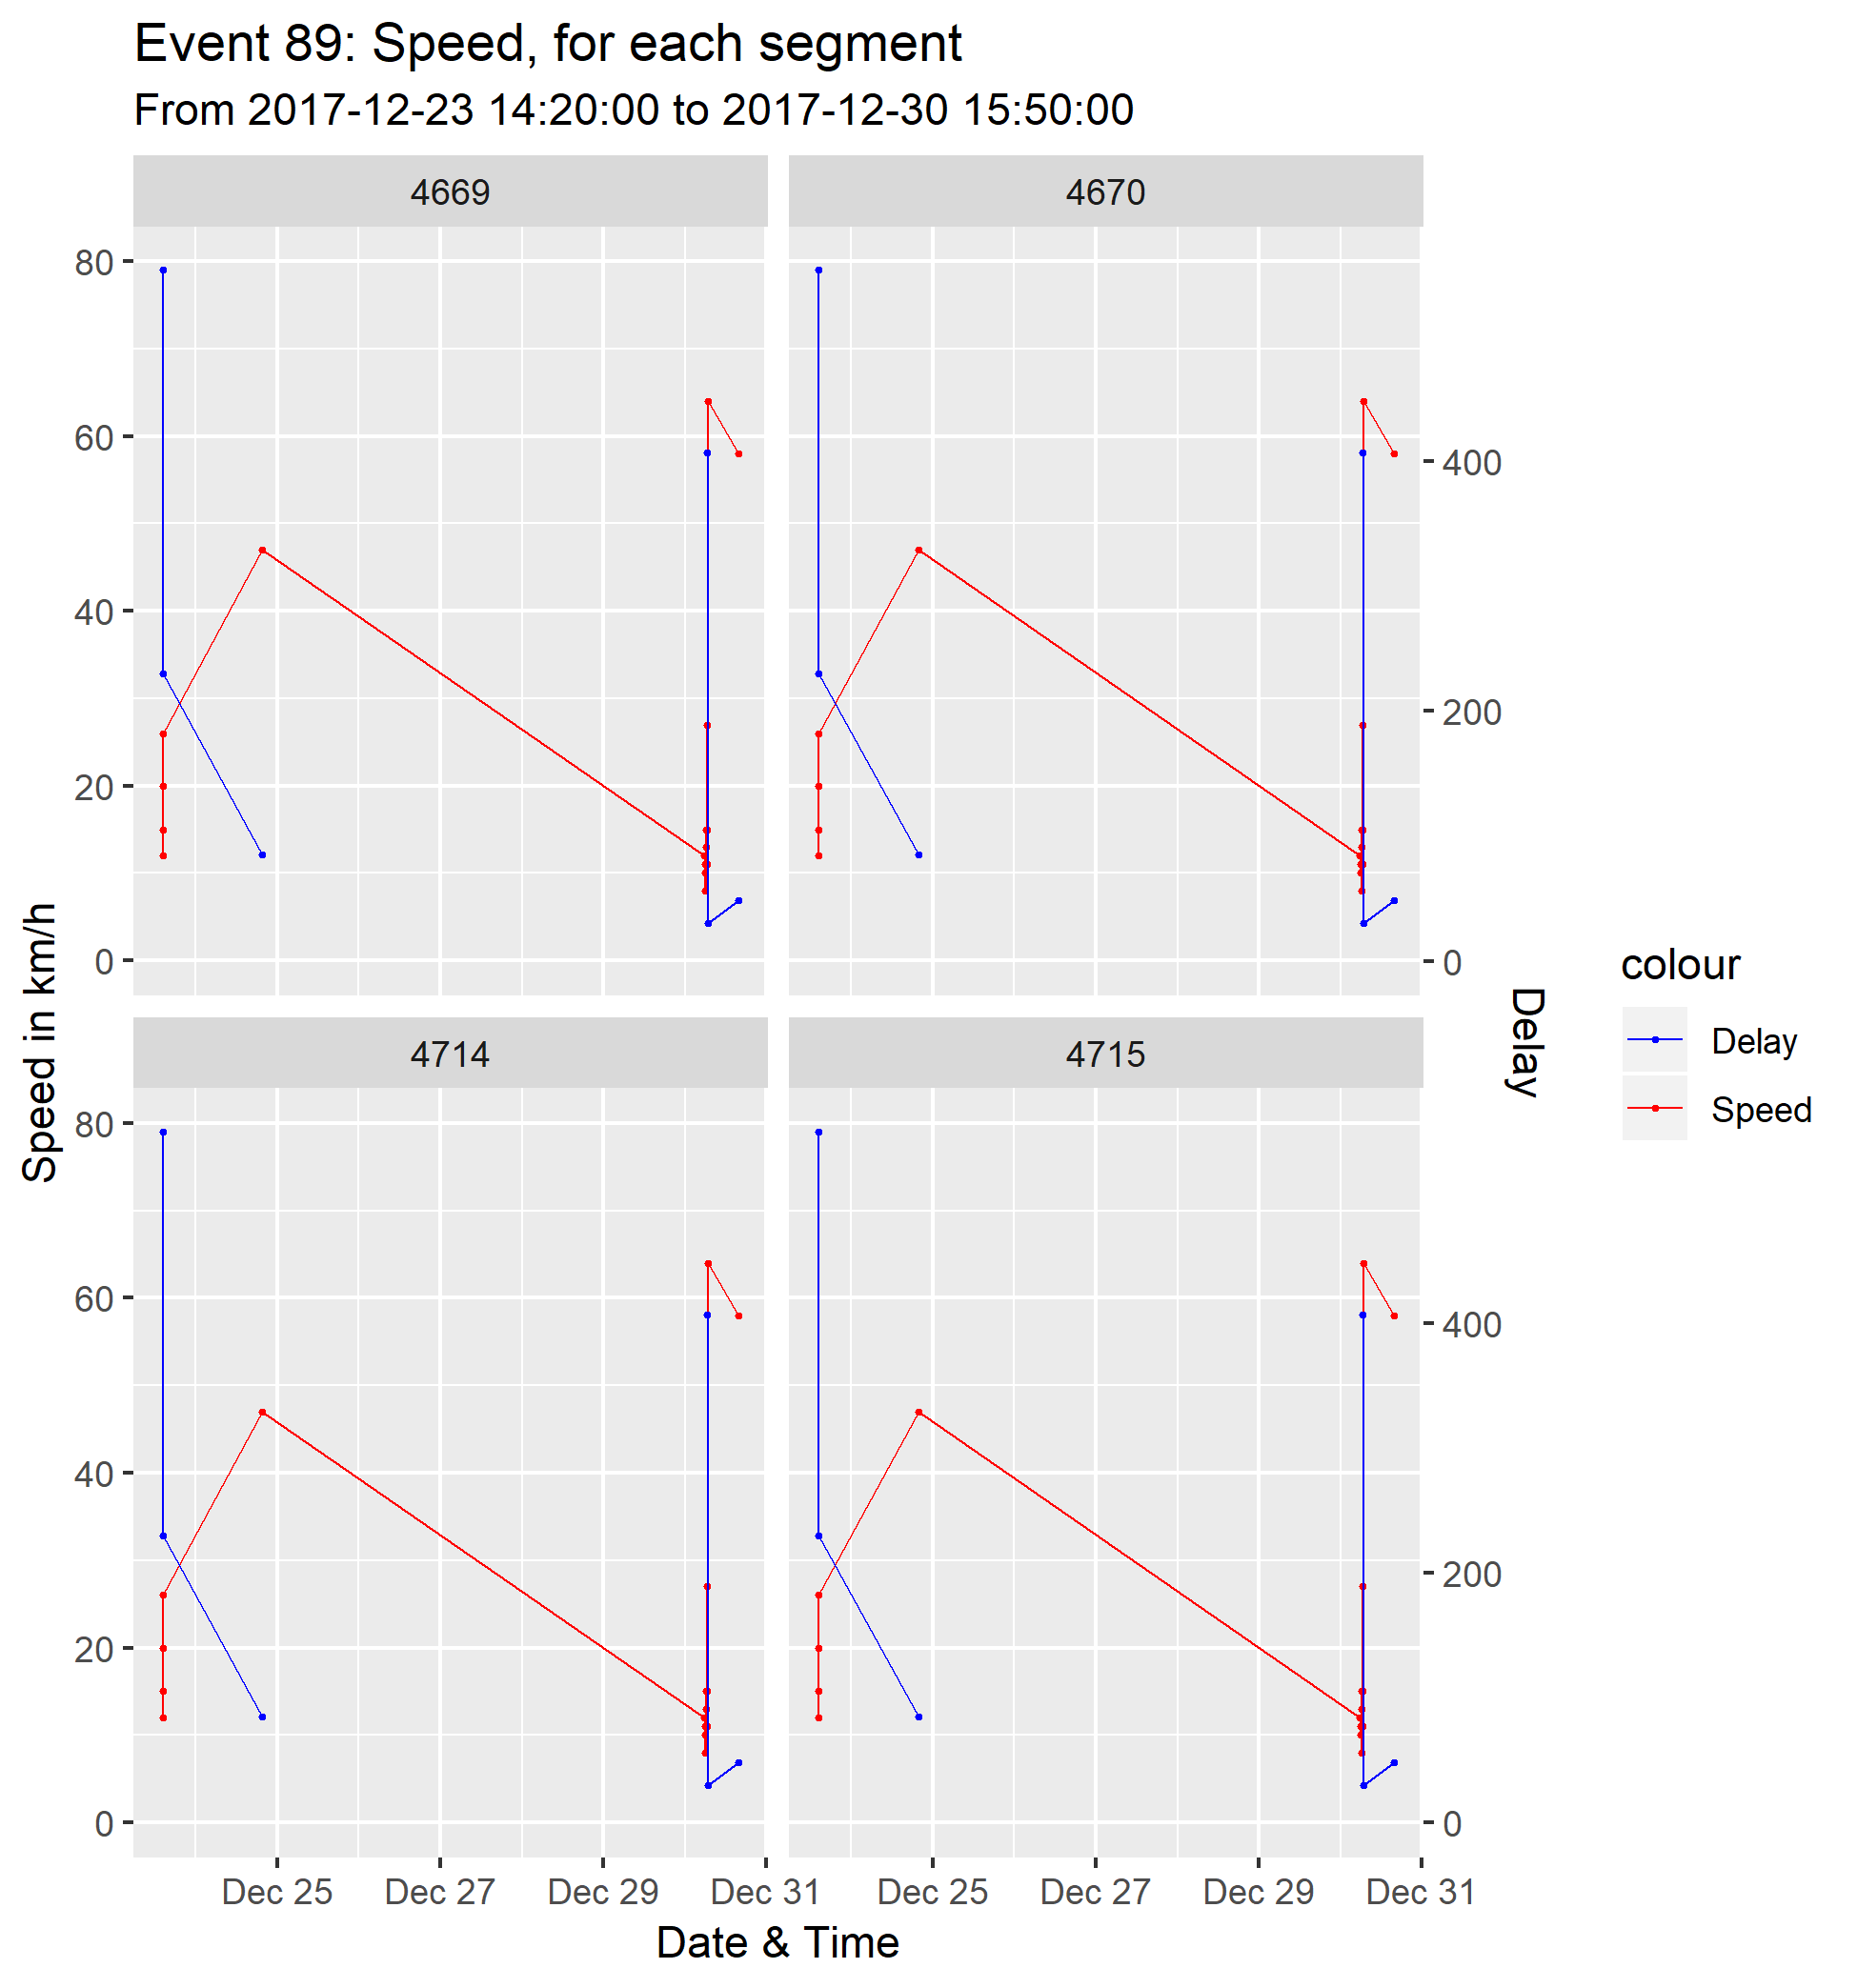 Event 89: Speed, for each segment
From 2017-12-23 14:20:00 to 2017-12-30 15:50:00
4669
4670
80
60
40
20
0
400
200
0
4714
4715
80
60
40
20
0
400
200
0
Dec 25
Dec 27
Dec 29
Dec 31
Dec 25
Dec 27
Dec 29
Dec 31
Date & Time
Speed in km/h
Delay
colour
Delay
Speed